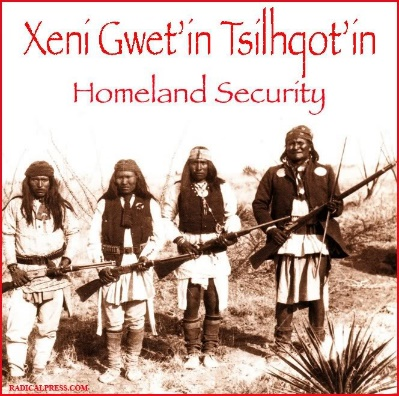 Xeni Gwet'in Tsilhqot'in
Homeland Security
RADICALPRESS.COM